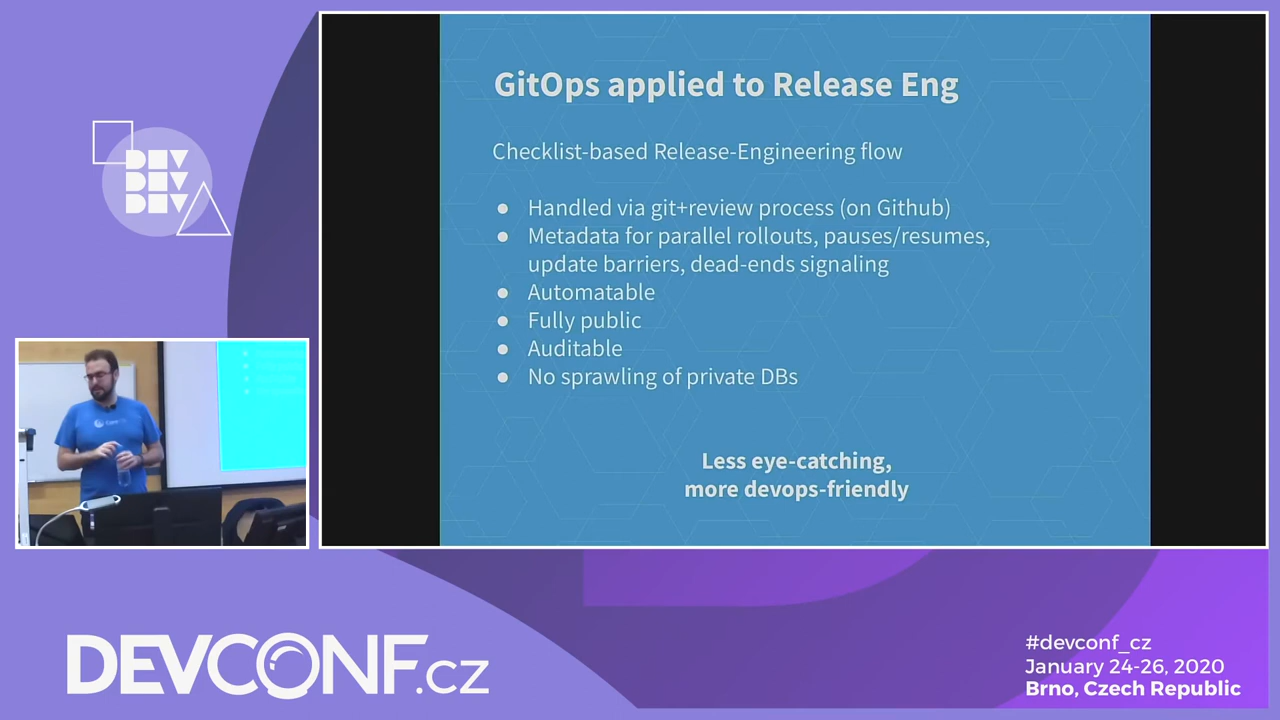 DEV
DEV
DEV
GitOps applied to Release Eng
Checklist-based Release-Engineering flow
● Handled via git+review process (on Github)
● Metadata for parallel rollouts, pauses/resumes,
update barriers, dead-ends signaling
● Automatable
● Fully public
● Auditable
● No sprawling of private DBs
Less eye-catching,
more devops-friendly
DEVCONF.cz
#devconf_cz
January 24-26, 2020
Brno, Czech Republic